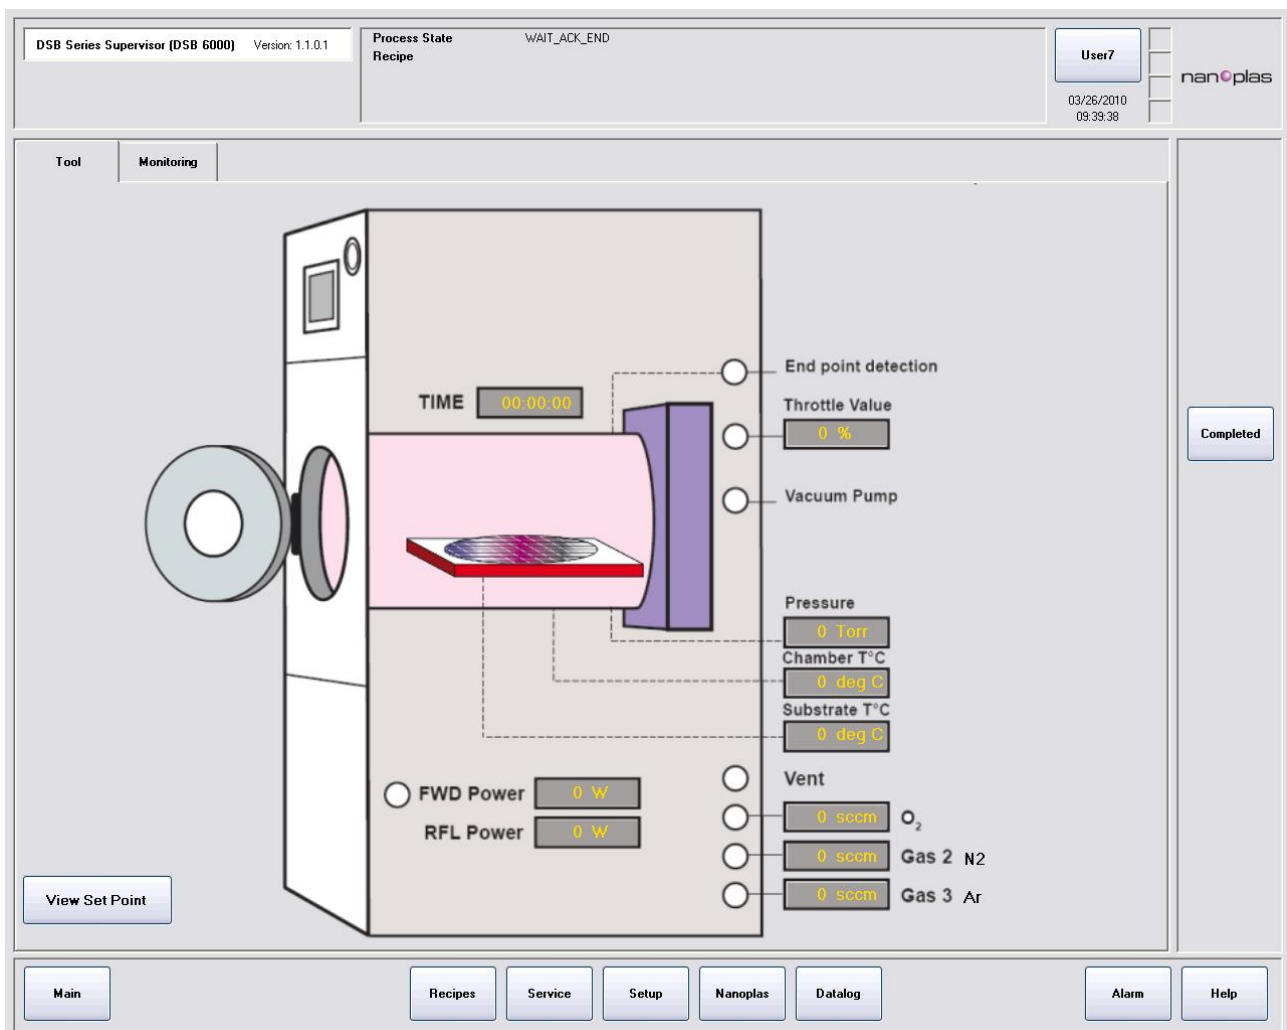 DSB Series Supervisor (DSB 6000) Version: 1.1.0.1
Process State WAIT_ACK_END
Recipe
User7
03/26/2010
09:39:38
nanoplas
Tool Monitoring
End point detection
TIME 00:00:00
Throttle Value
0 %
Completed
Vacuum Pump
Pressure
0 Torr
Chamber T°C
0 deg C
Substrate T°C
0 deg C
Vent
FWD Power 0 W
RFL Power 0 W
0 sccm O₂
0 sccm Gas 2 N2
0 sccm Gas 3 Ar
View Set Point
Main Recipes Service Setup Nanoplas Datalog Alarm Help